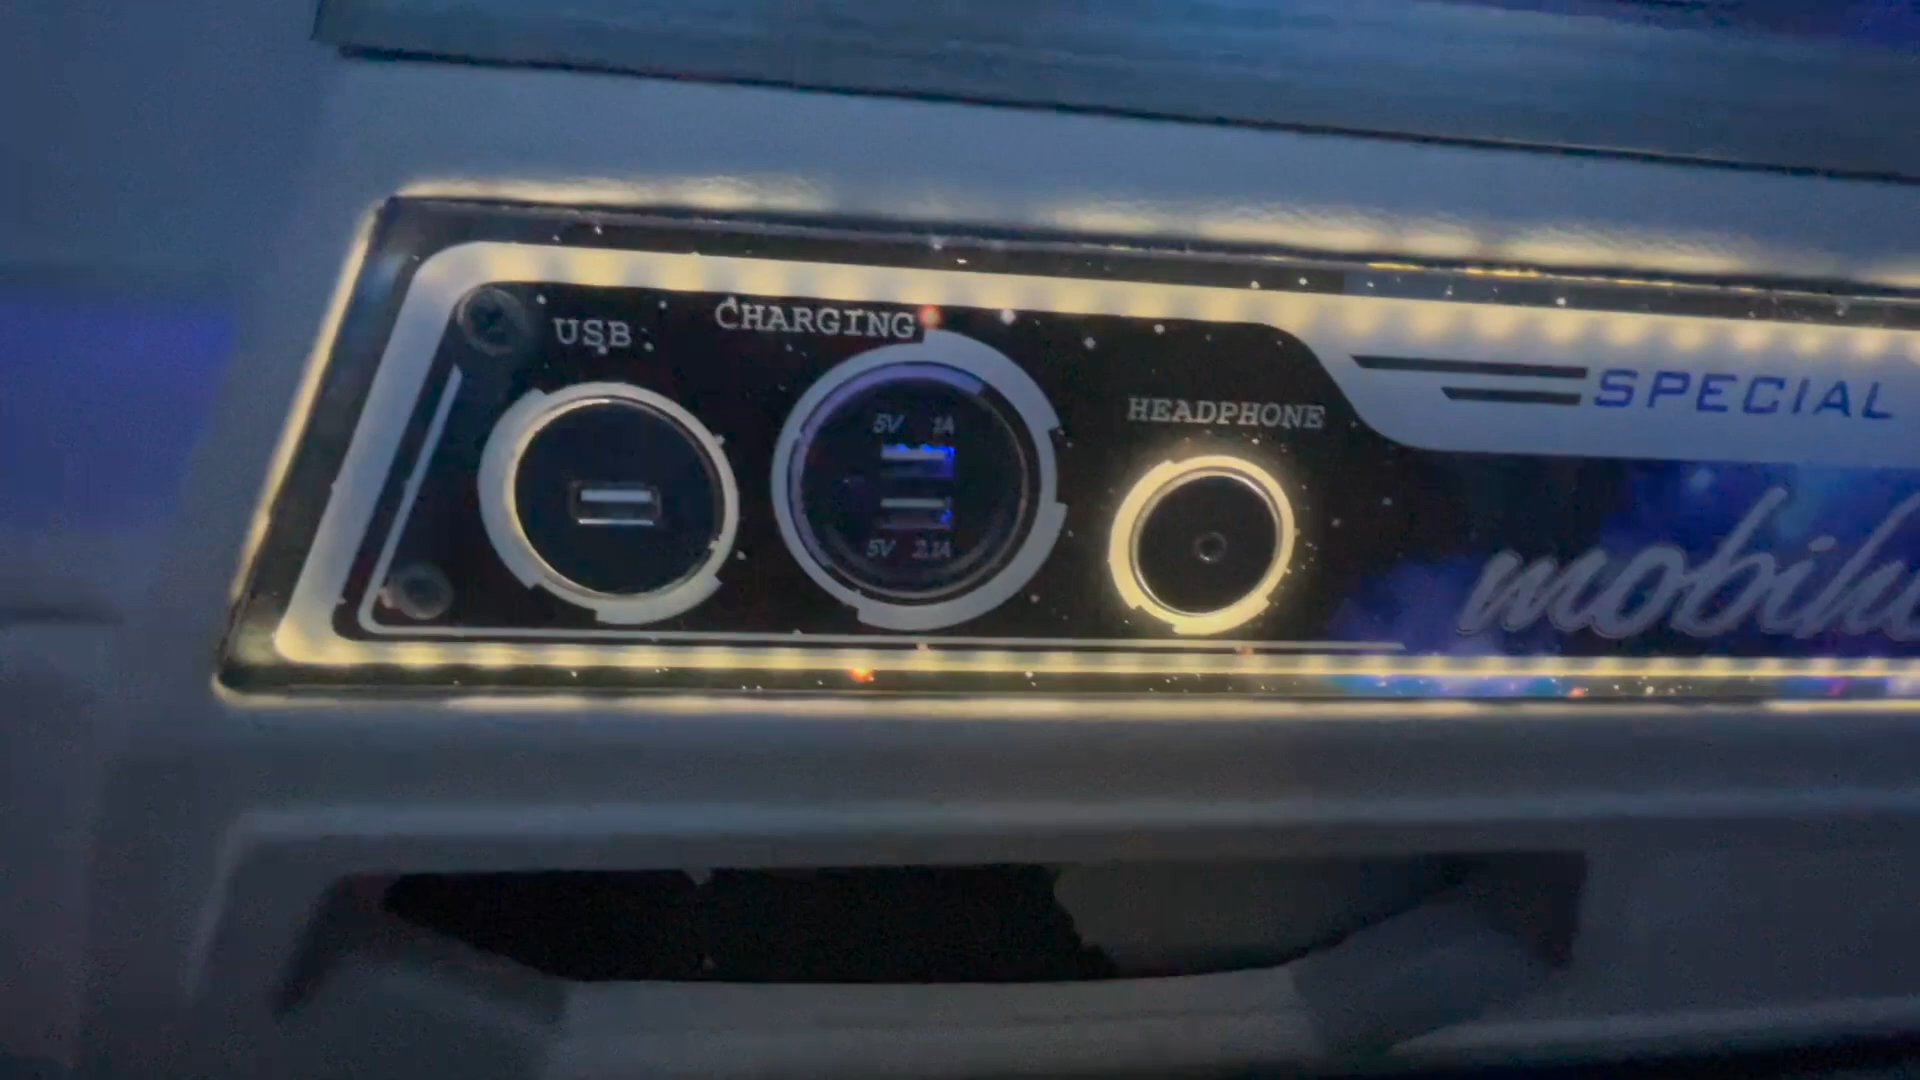 USB
CHARGING
HEADPHONE
SPECIAL
5V 1A
5V 2.1A